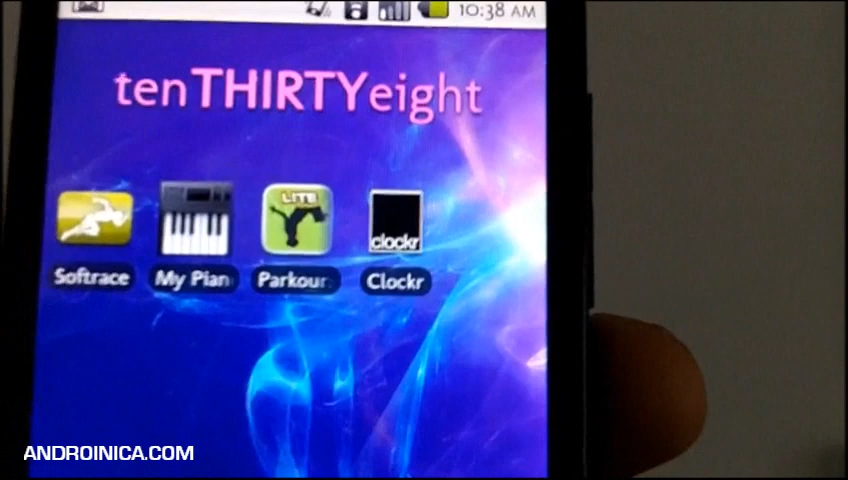 10:38 AM
tenTHIRTYeight
LITE
clockr
Softrace
My Pian
Parkour
Clockr
ANDROINICA.COM